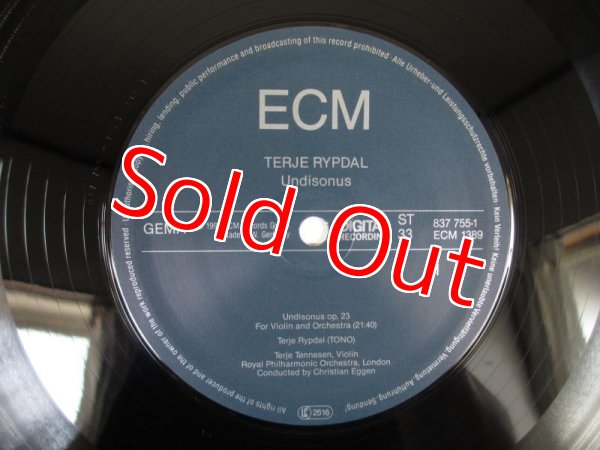 ECM
TERJE RYPDAL
Undisonus
Sold Out
GEMA
DIGITAL
RECORDING
ST
33
837 755-1
ECM 1389
Undisonus op. 23
For Violin and Orchestra (21:40)
Terje Rypdal (TONO)
Terje Tønnesen, Violin
Royal Philharmonic Orchestra, London
Conducted by Christian Eggen
LC 2516
hiring, lending, public performance and broadcasting of this record prohibited · Alle Urheber- und Leistungsschutzrechte vorbehalten · Kein Verleih! Keine unerlaubte Vervielfältigung, Vermietung, Aufführung, Sendung!
All rights of the producer and of the owner of the work reproduced reserved